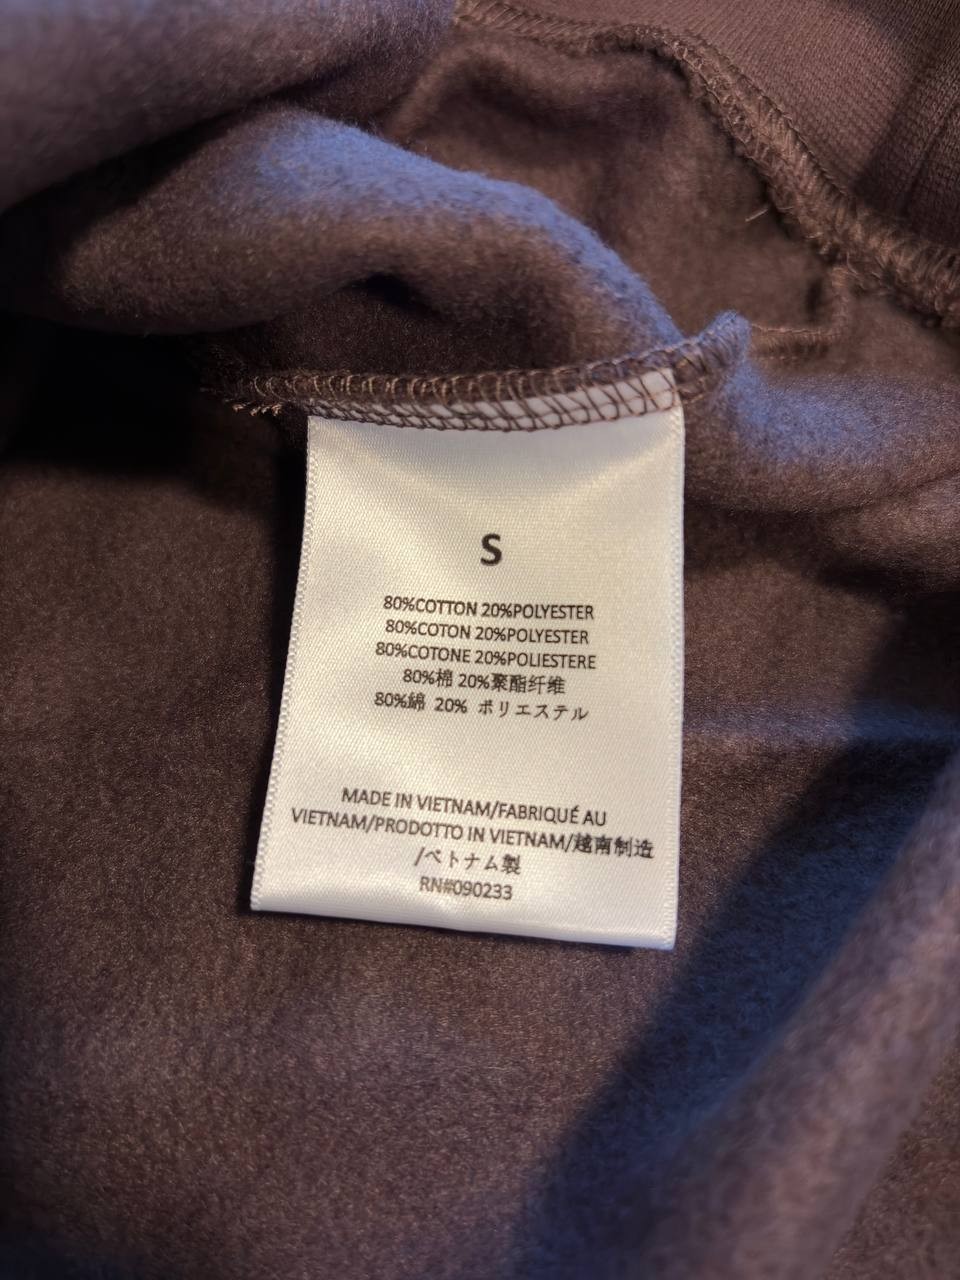 S
80%COTTON 20%POLYESTER
80%COTON 20%POLYESTER
80%COTONE 20%POLIESTERE
80%棉 20%聚酯纤维
80%綿 20% ポリエステル
MADE IN VIETNAM/FABRIQUÉ AU
VIETNAM/PRODOTTO IN VIETNAM/越南制造
/ベトナム製
RN#090233